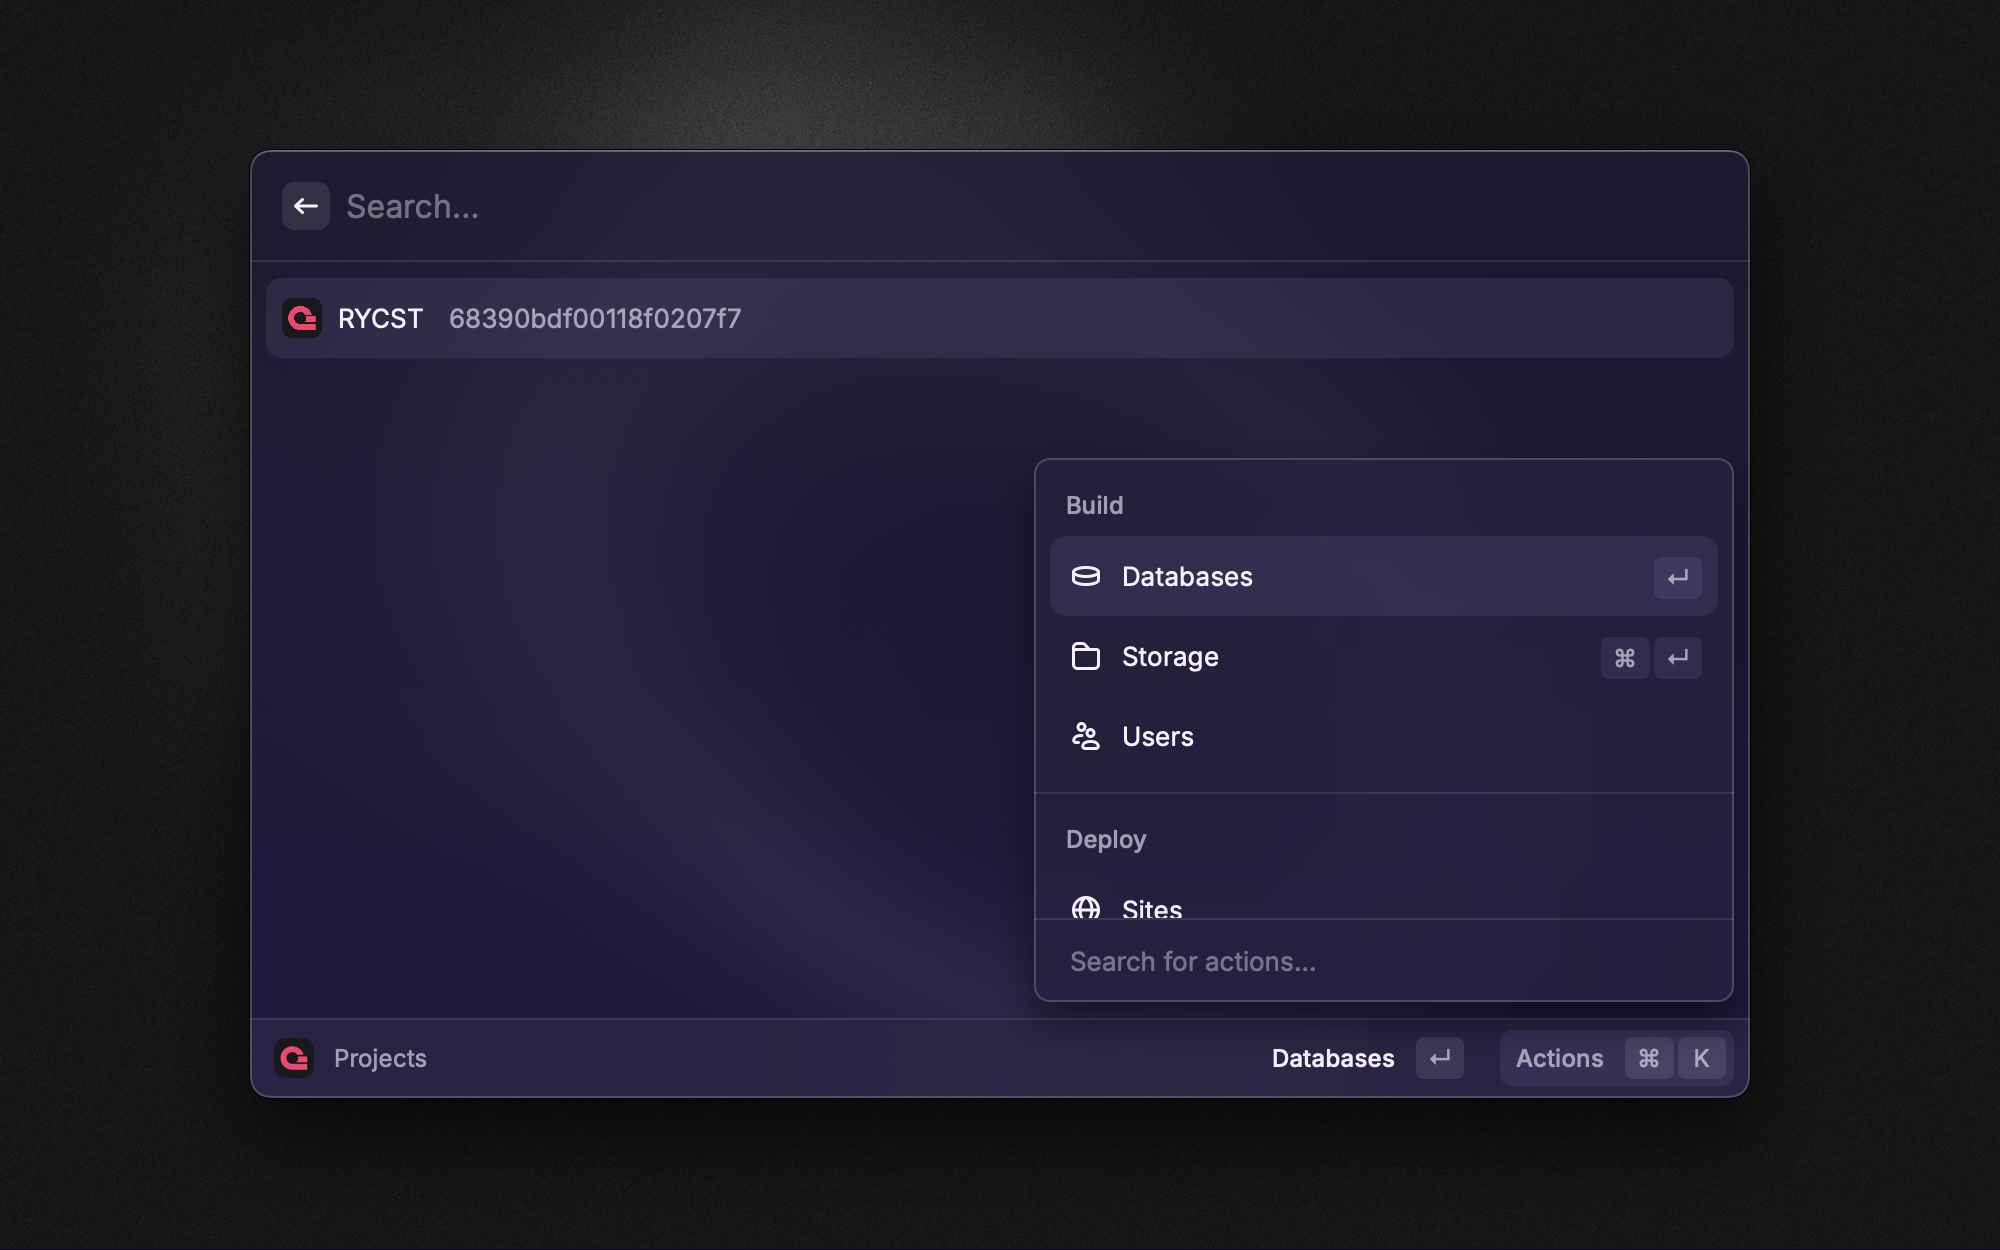 Search...
RYCST 68390bdf00118f0207f7
Build
Databases ↵
Storage ⌘ ↵
Users
Deploy
Sites
Search for actions...
Projects Databases ↵ Actions ⌘ K